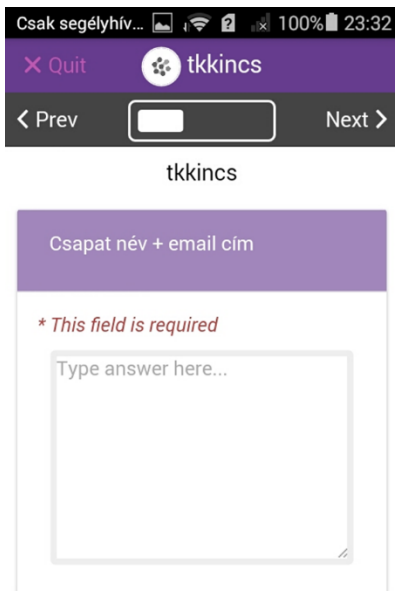 Csak segélyhív... 100% 23:32
Quit tkkincs
Prev Next
tkkincs
Csapat név + email cím
* This field is required
Type answer here...